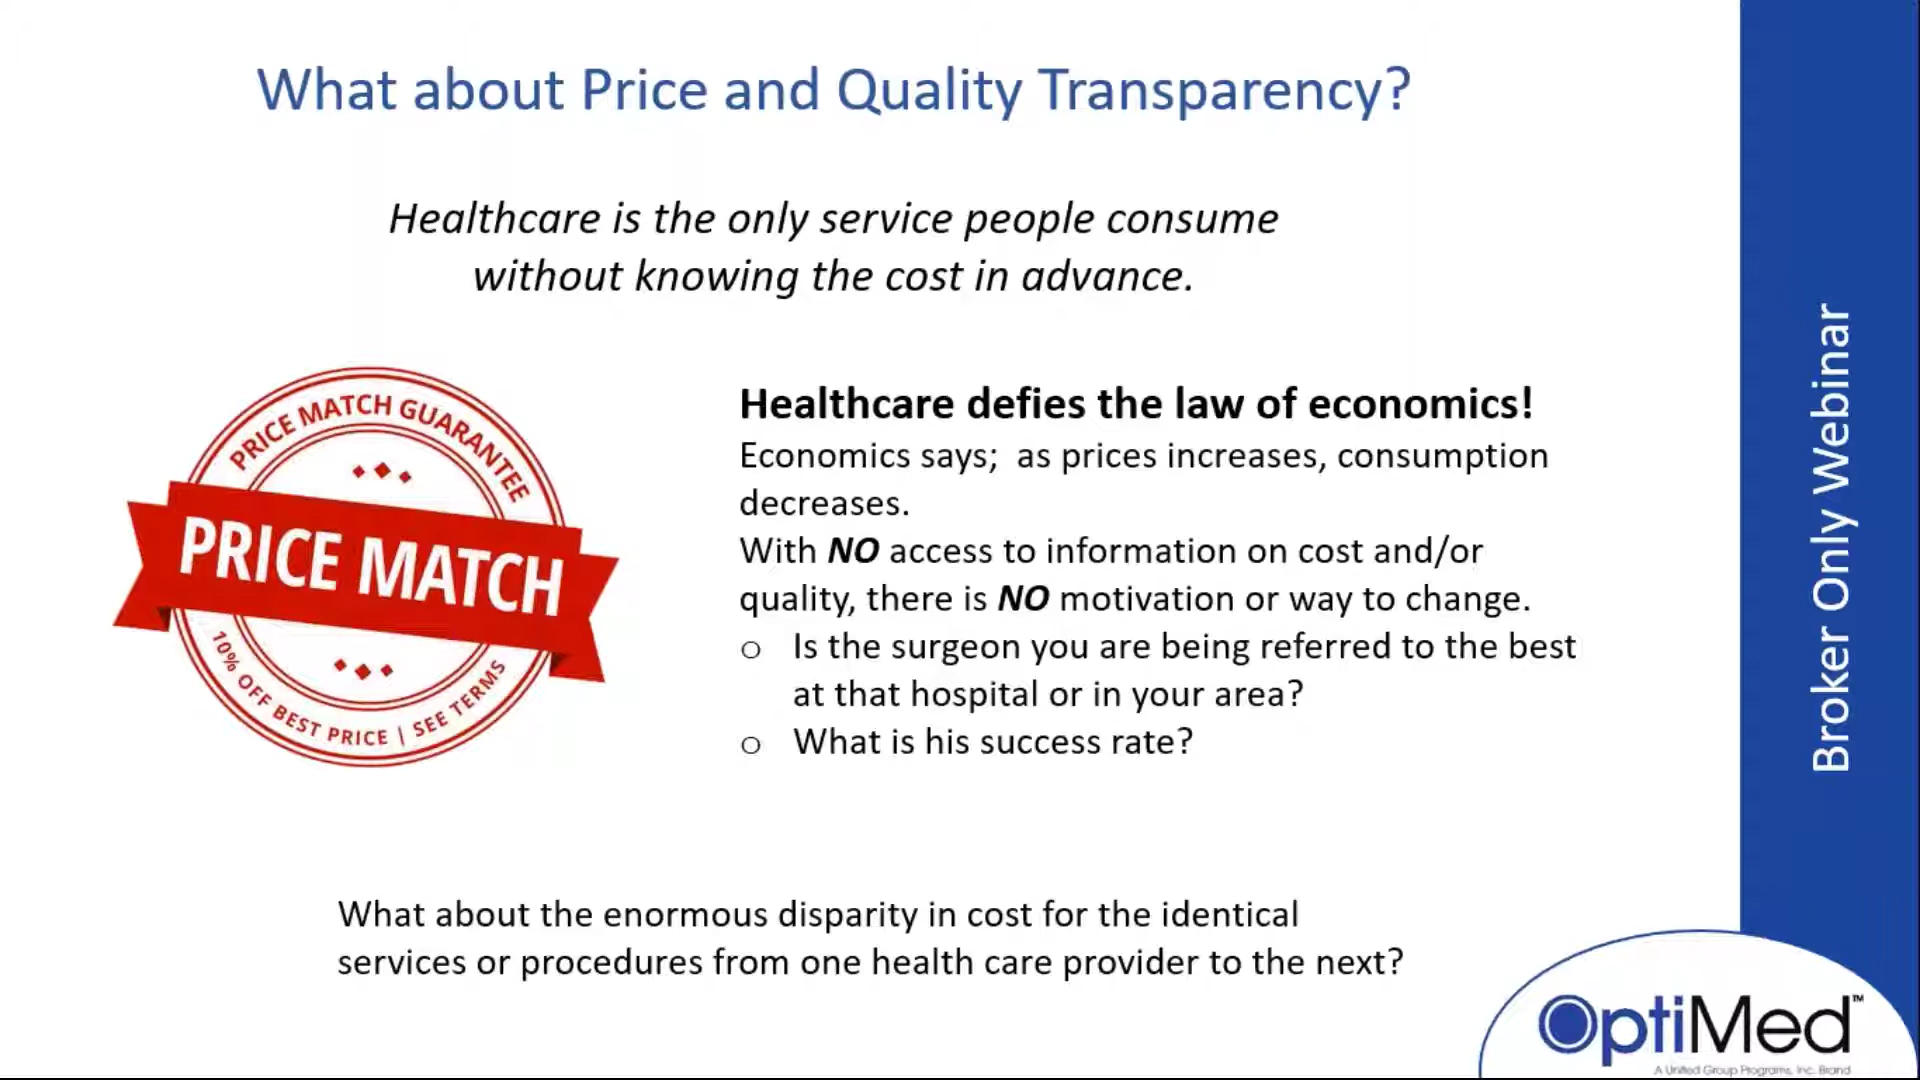 What about Price and Quality Transparency?
Healthcare is the only service people consume
without knowing the cost in advance.
PRICE MATCH GUARANTEE
PRICE MATCH
10% OFF BEST PRICE | SEE TERMS
Healthcare defies the law of economics!
Economics says;  as prices increases, consumption
decreases.
With NO access to information on cost and/or
quality, there is NO motivation or way to change.
o Is the surgeon you are being referred to the best
at that hospital or in your area?
o What is his success rate?
What about the enormous disparity in cost for the identical
services or procedures from one health care provider to the next?
Broker Only Webinar
OptiMed™
A United Group Programs, Inc. Brand